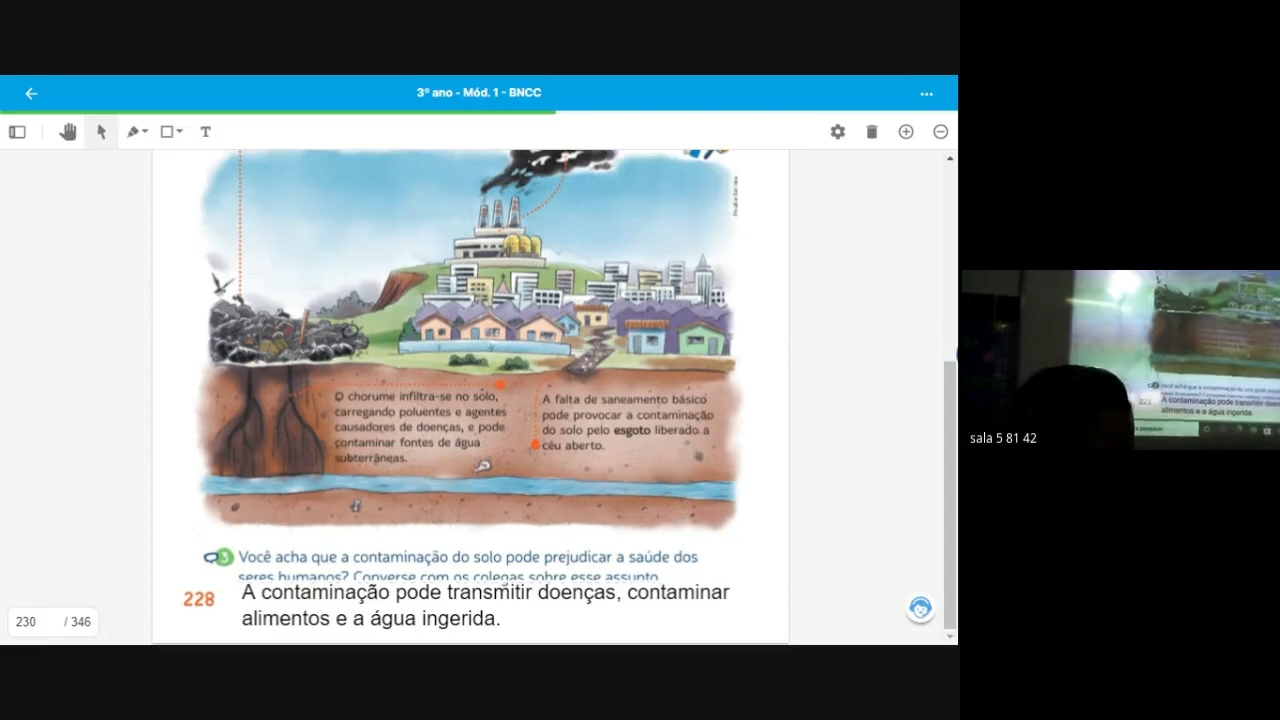 3º ano - Mód. 1 - BNCC
T
O chorume infiltra-se no solo,
carregando poluentes e agentes
causadores de doenças, e pode
contaminar fontes de água
subterrâneas.
A falta de saneamento básico
pode provocar a contaminação
do solo pelo esgoto liberado a
céu aberto.
3 Você acha que a contaminação do solo pode prejudicar a saúde dos
seres humanos? Converse com os colegas sobre esse assunto.
228
A contaminação pode transmitir doenças, contaminar
alimentos e a água ingerida.
230 / 346
sala 5 81 42